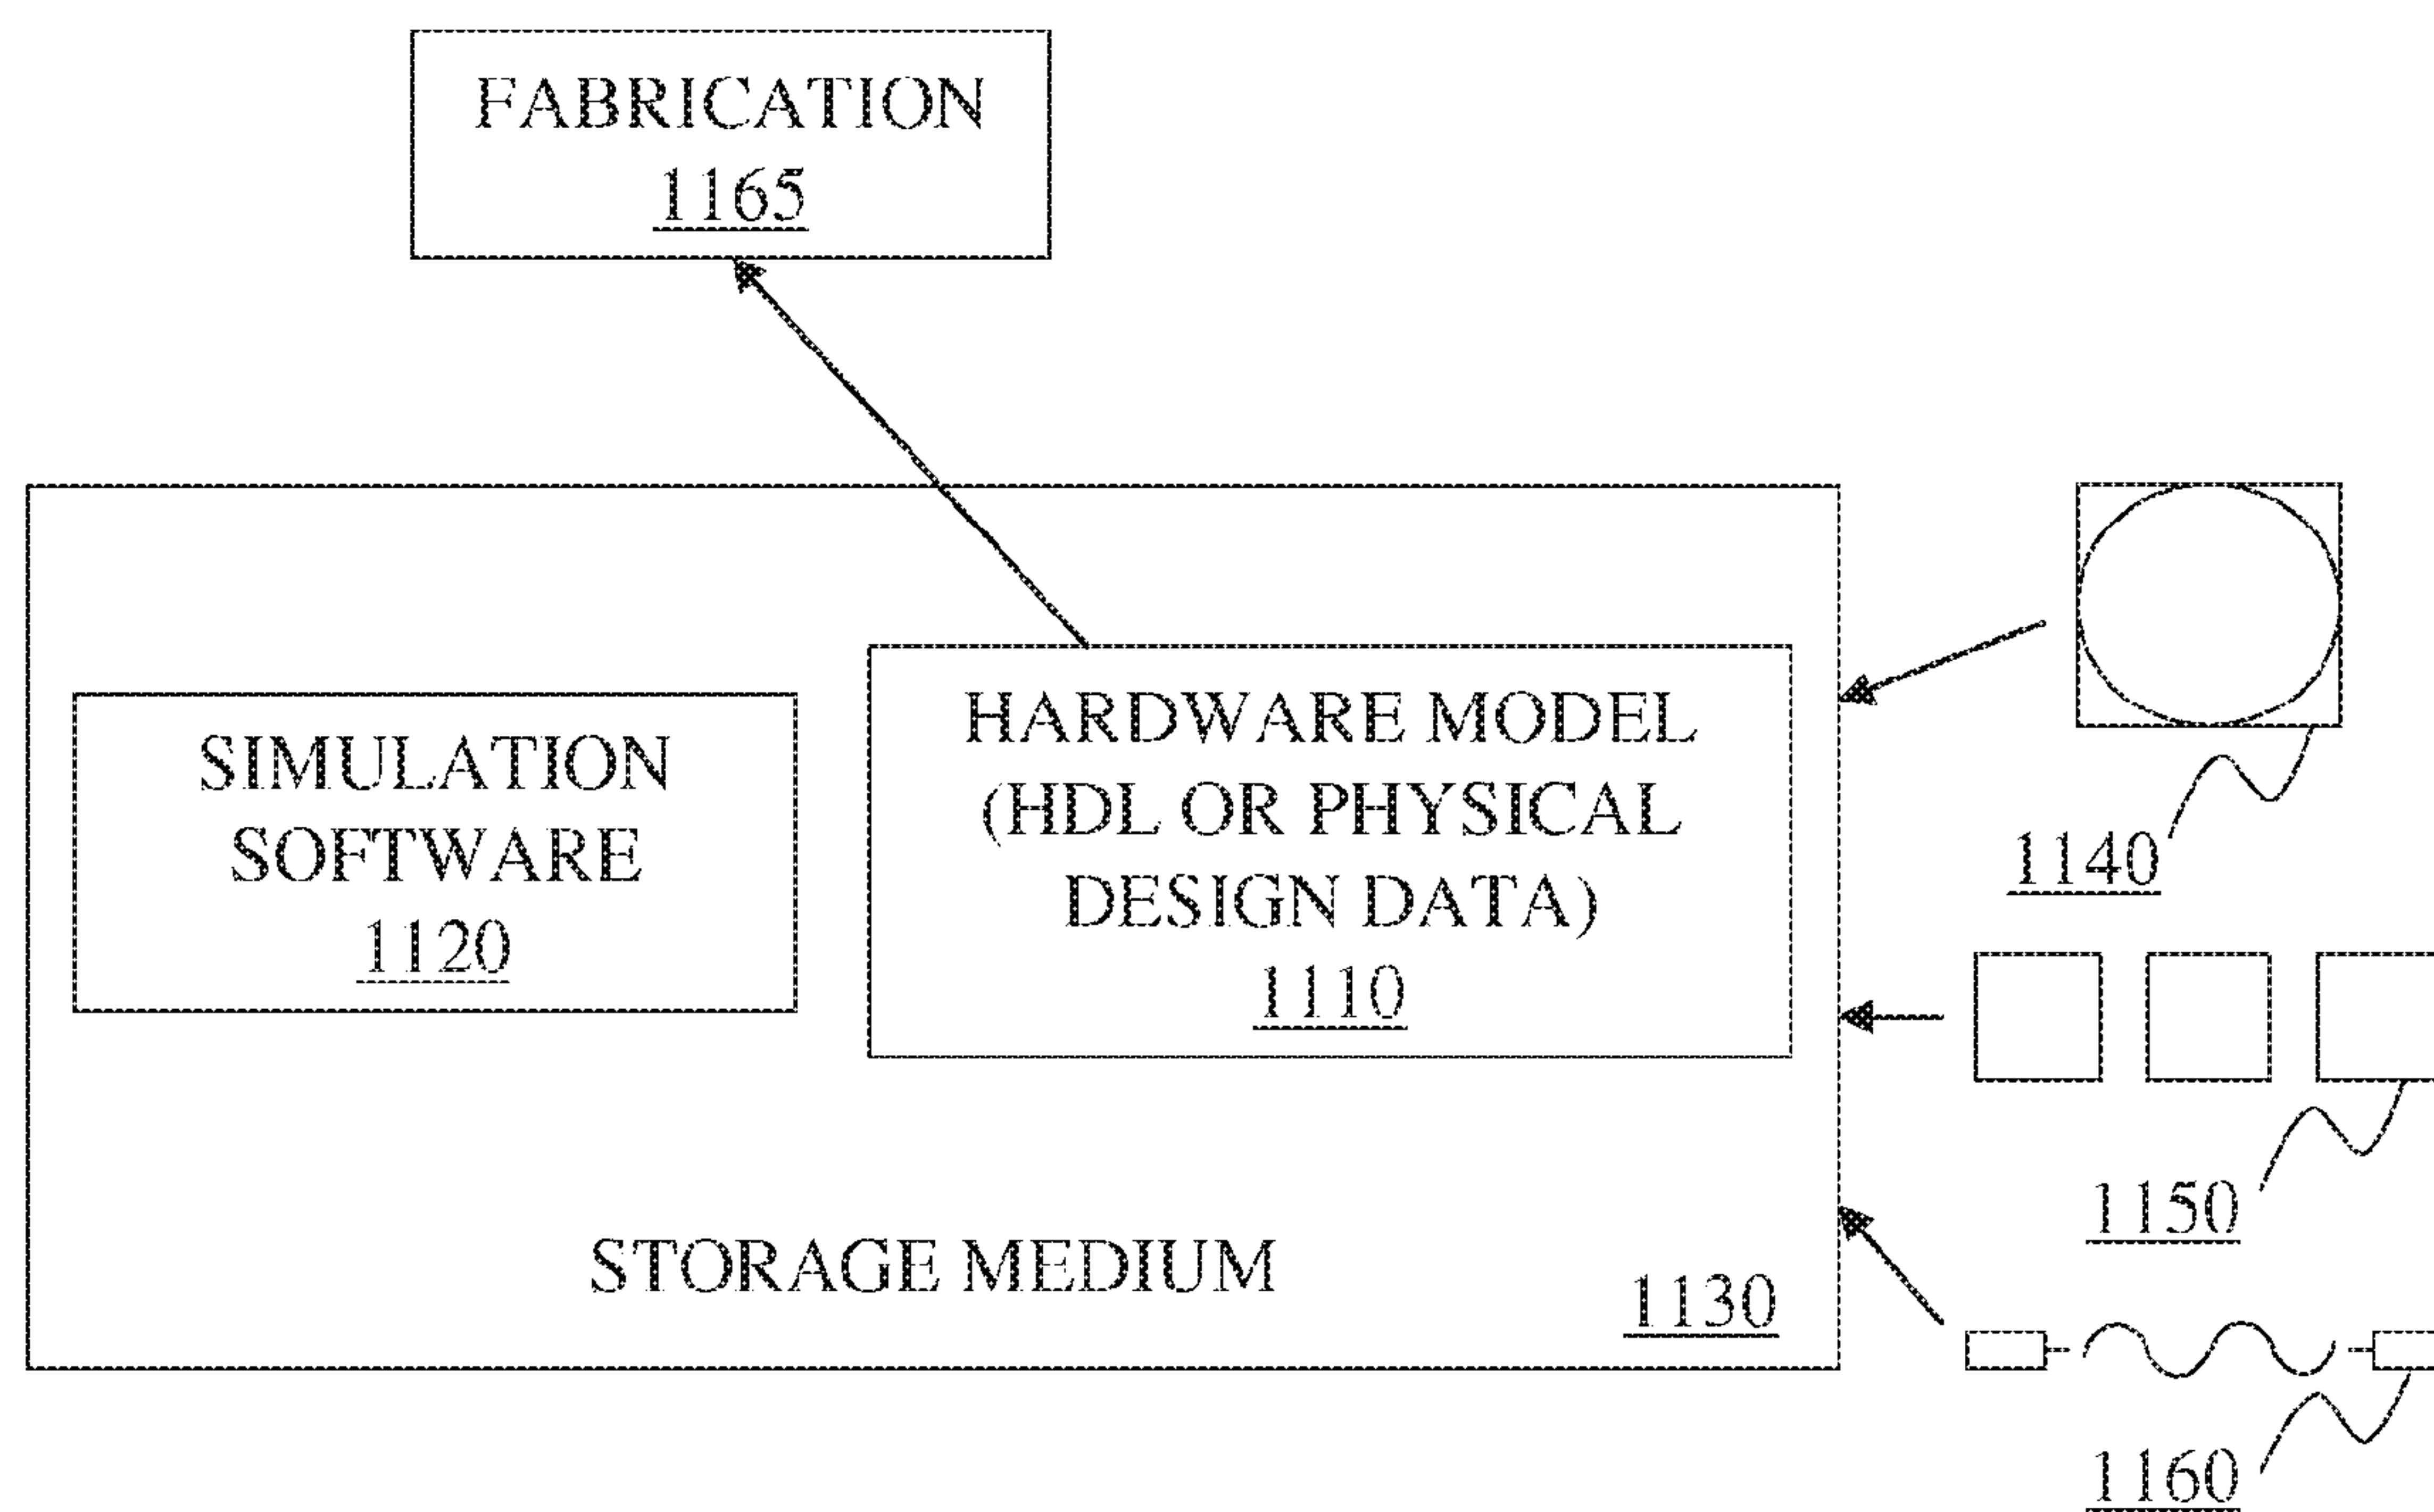 FABRICATION
1165
SIMULATION
SOFTWARE
1120
HARDWARE MODEL
(HDL OR PHYSICAL
DESIGN DATA)
1110
STORAGE MEDIUM
1130
1140
1150
1160